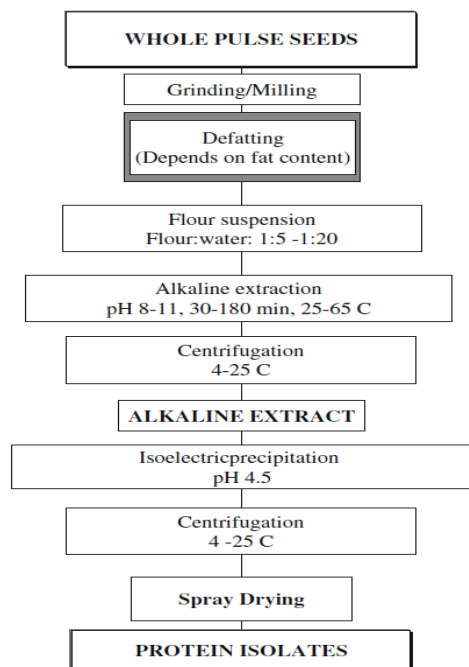 WHOLE PULSE SEEDS
Grinding/Milling
Defatting
(Depends on fat content)
Flour suspension
Flour:water: 1:5 -1:20
Alkaline extraction
pH 8-11, 30-180 min, 25-65 C
Centrifugation
4-25 C
ALKALINE EXTRACT
Isoelectricprecipitation
pH 4.5
Centrifugation
4 -25 C
Spray Drying
PROTEIN ISOLATES